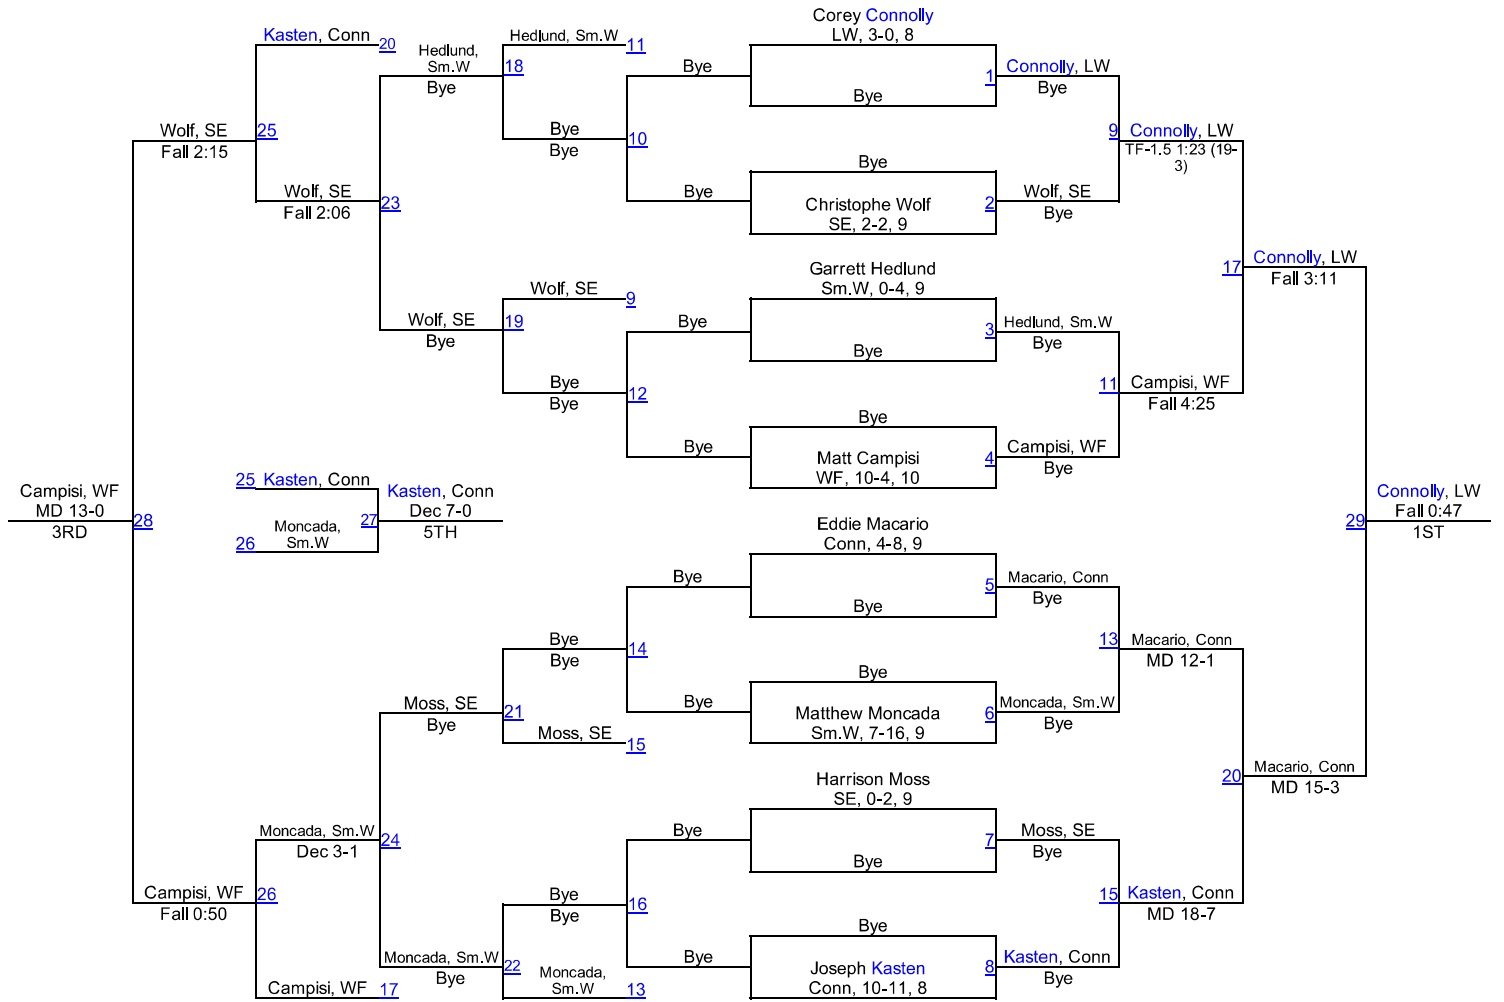 Corey Connolly
LW, 3-0, 8
Kasten, Conn
20
Hedlund, Sm.W
11
Hedlund,
Sm.W
Bye
18
Bye
1
Connolly, LW
Bye
Bye
Wolf, SE
Fall 2:15
25
Bye
Bye
10
9
Connolly, LW
TF-1.5 1:23 (19-
3)
Bye
Wolf, SE
Fall 2:06
23
Bye
Christophe Wolf
SE, 2-2, 9
2
Wolf, SE
Bye
17
Connolly, LW
Fall 3:11
Garrett Hedlund
Sm.W, 0-4, 9
Wolf, SE
9
Wolf, SE
Bye
19
Bye
3
Hedlund, Sm.W
Bye
Bye
Bye
Bye
12
11
Campisi, WF
Fall 4:25
Bye
Bye
Matt Campisi
WF, 10-4, 10
4
Campisi, WF
Bye
25
Kasten, Conn
Campisi, WF
MD 13-0
3RD
28
Kasten, Conn
Dec 7-0
5TH
27
Moncada,
Sm.W
26
29
Connolly, LW
Fall 0:47
1ST
Eddie Macario
Conn, 4-8, 9
Bye
5
Macario, Conn
Bye
Bye
Bye
Bye
14
13
Macario, Conn
MD 12-1
Bye
Moss, SE
Bye
21
Bye
Matthew Moncada
Sm.W, 7-16, 9
6
Moncada, Sm.W
Bye
Moss, SE
15
20
Macario, Conn
MD 15-3
Harrison Moss
SE, 0-2, 9
Moncada, Sm.W
Dec 3-1
24
Bye
7
Moss, SE
Bye
Bye
Campisi, WF
Fall 0:50
26
Bye
Bye
16
15
Kasten, Conn
MD 18-7
Bye
Moncada, Sm.W
Bye
22
Bye
Joseph Kasten
Conn, 10-11, 8
8
Kasten, Conn
Bye
Campisi, WF
17
Moncada,
Sm.W
13